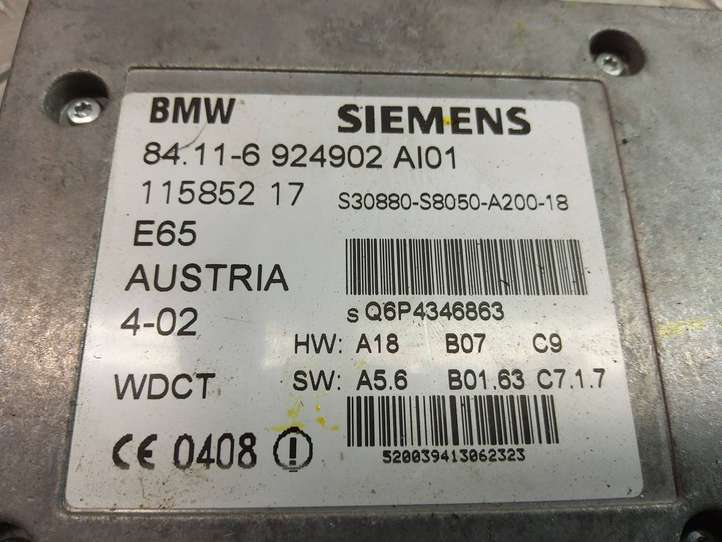 BMW SIEMENS
84.11-6 924902 AI01
115852 17 S30880-S8050-A200-18
E65
AUSTRIA
s Q6P4346863
4-02
HW: A18 B07 C9
WDCT SW: A5.6 B01.63 C7.1.7
CE 0408
520039413062323